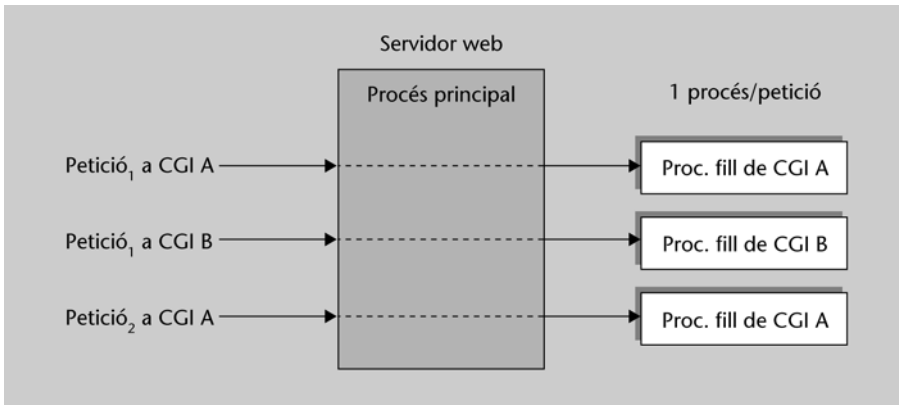 Servidor web
Procés principal
1 procés/petició
Petició₁ a CGI A
Proc. fill de CGI A
Petició₁ a CGI B
Proc. fill de CGI B
Petició₂ a CGI A
Proc. fill de CGI A